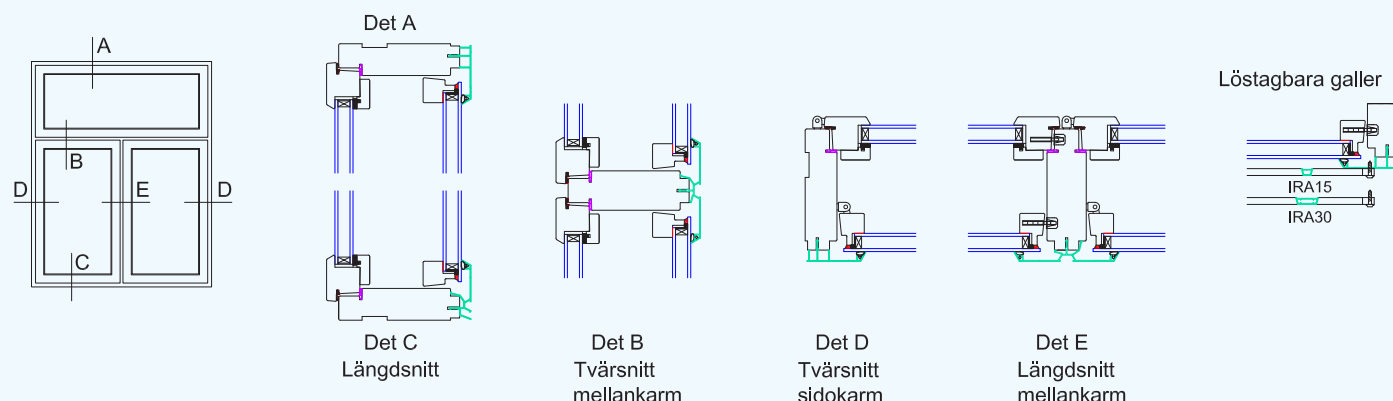 A
B
D
E
D
C
Det A
Det C
Längdsnitt
Det B
Tvärsnitt
mellankarm
Det D
Tvärsnitt
sidokarm
Det E
Längdsnitt
mellankarm
Löstagbara galler
IRA15
IRA30